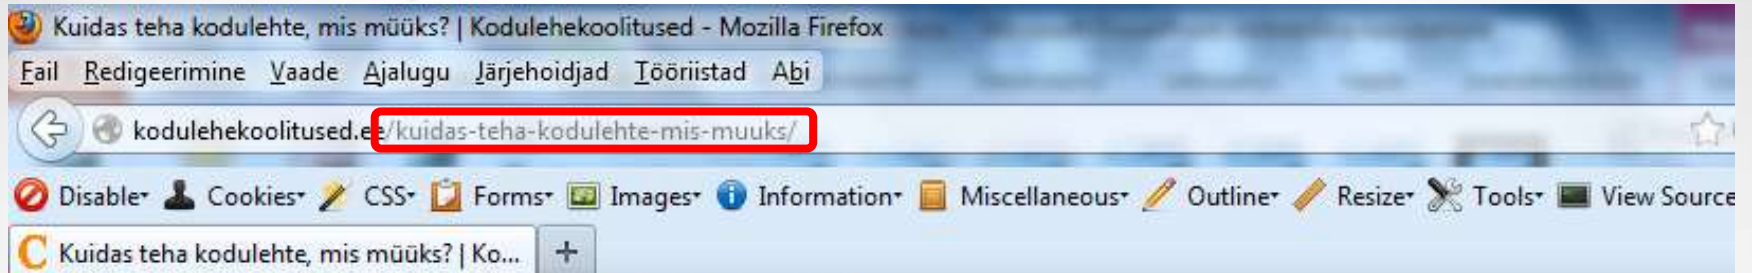 Kuidas teha kodulehte, mis müüks? | Kodulehekoolitused - Mozilla Firefox
Fail Redigeerimine Vaade Ajalugu Järjehoidjad Tööriistad Abi
kodulehekoolitused.ee/kuidas-teha-kodulehte-mis-muuks/
Disable Cookies CSS Forms Images Information Miscellaneous Outline Resize Tools View Source
Kuidas teha kodulehte, mis müüks? | Ko...